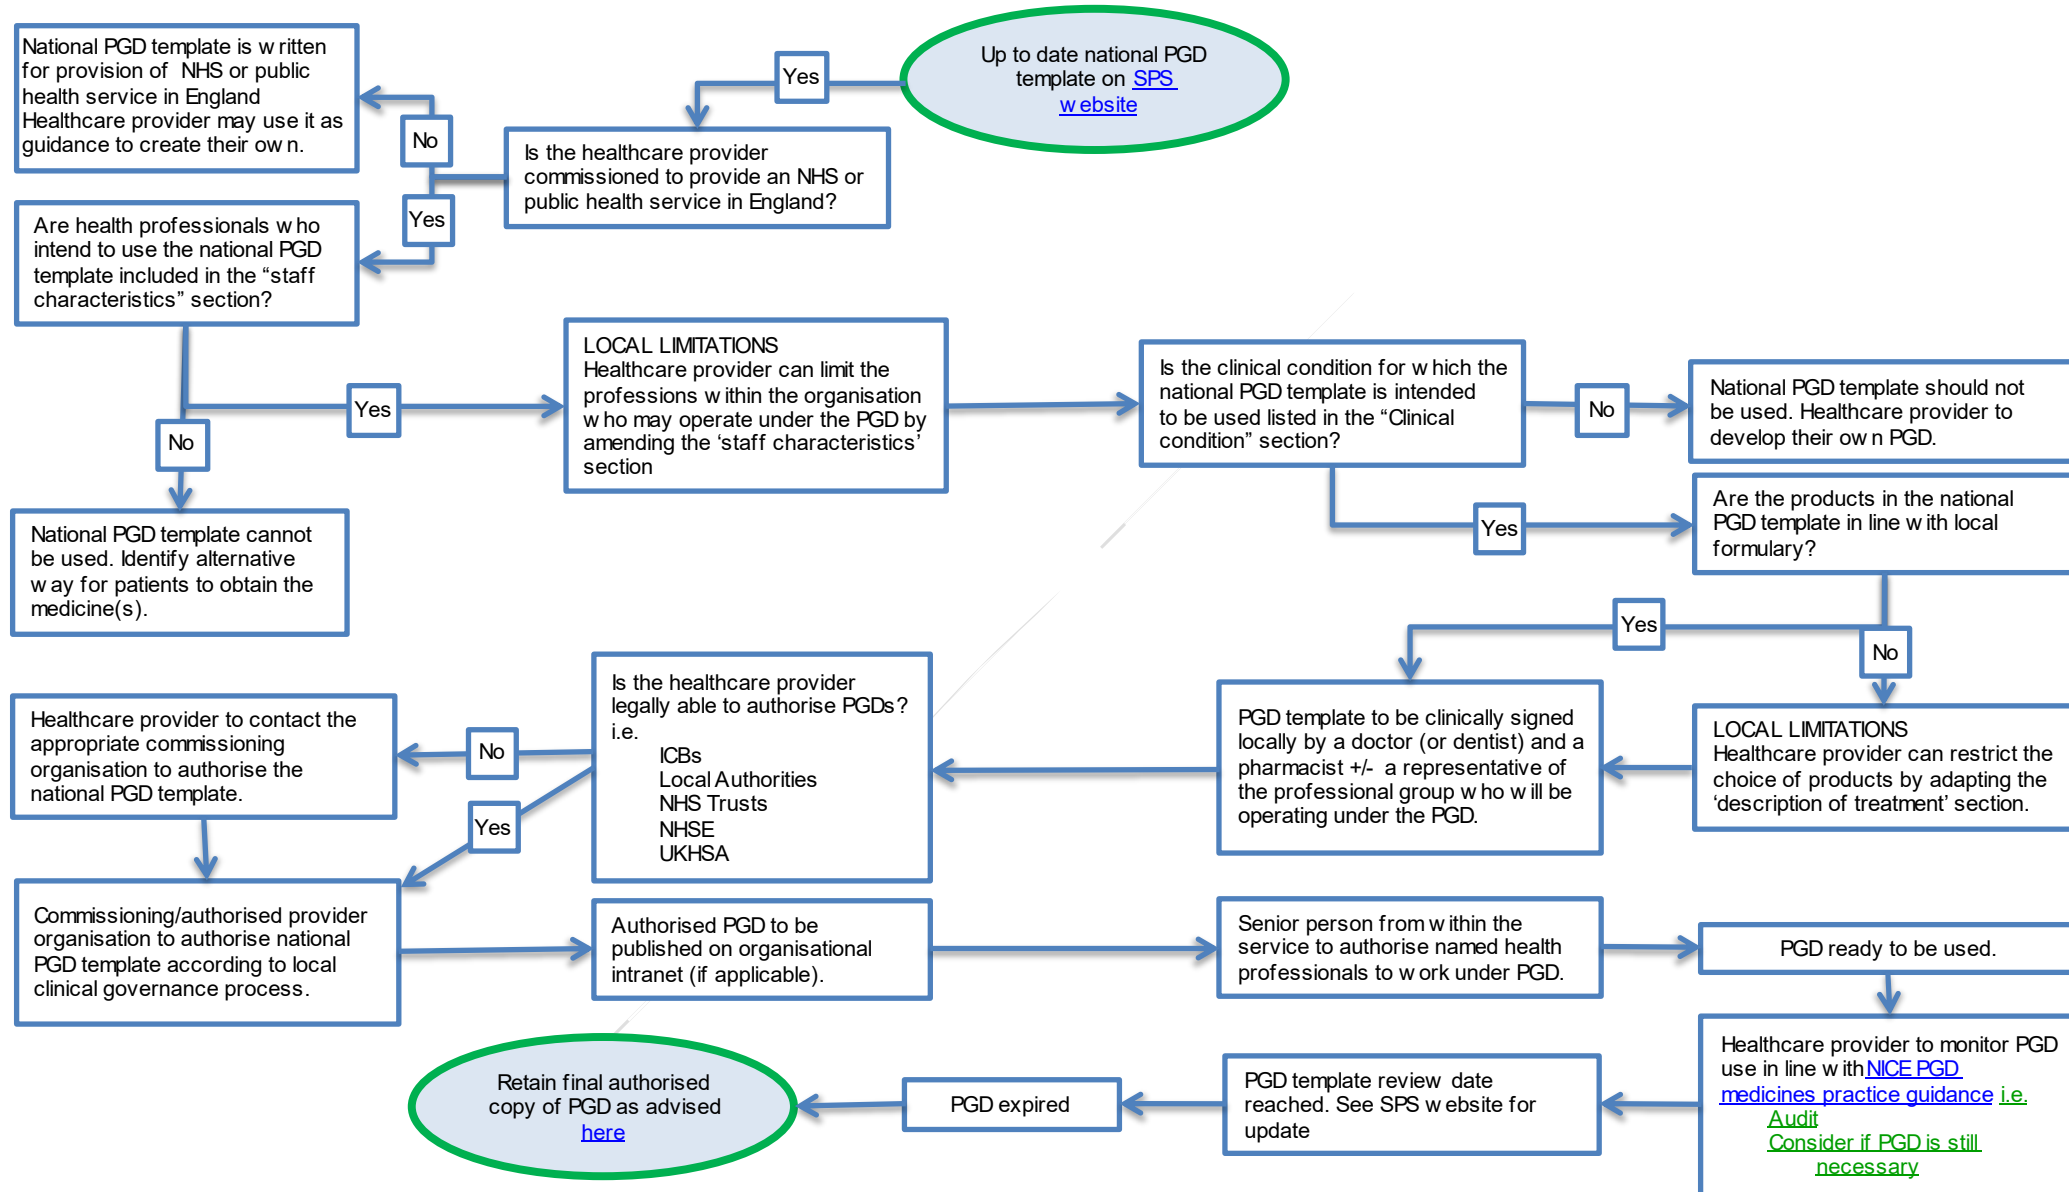 Up to date national PGD
template on SPS
website
Yes
National PGD template is written
for provision of NHS or public
health service in England
Healthcare provider may use it as
guidance to create their own.
No
Is the healthcare provider
commissioned to provide an NHS or
public health service in England?
Yes
Are health professionals who
intend to use the national PGD
template included in the “staff
characteristics” section?
Yes
No
National PGD template cannot
be used. Identify alternative
way for patients to obtain the
medicine(s).
LOCAL LIMITATIONS
Healthcare provider can limit the
professions within the organisation
who may operate under the PGD by
amending the ‘staff characteristics’
section
Is the clinical condition for which the
national PGD template is intended
to be used listed in the “Clinical
condition” section?
No
National PGD template should not
be used. Healthcare provider to
develop their own PGD.
Yes
Are the products in the national
PGD template in line with local
formulary?
Yes
No
LOCAL LIMITATIONS
Healthcare provider can restrict the
choice of products by adapting the
‘description of treatment’ section.
PGD template to be clinically signed
locally by a doctor (or dentist) and a
pharmacist +/- a representative of
the professional group who will be
operating under the PGD.
Is the healthcare provider
legally able to authorise PGDs?
i.e.
ICBs
Local Authorities
NHS Trusts
NHSE
UKHSA
No
Healthcare provider to contact the
appropriate commissioning
organisation to authorise the
national PGD template.
Yes
Commissioning/authorised provider
organisation to authorise national
PGD template according to local
clinical governance process.
Authorised PGD to be
published on organisational
intranet (if applicable).
Senior person from within the
service to authorise named health
professionals to work under PGD.
PGD ready to be used.
Healthcare provider to monitor PGD
use in line with NICE PGD
medicines practice guidance i.e.
Audit
Consider if PGD is still
necessary
PGD template review date
reached. See SPS website for
update
PGD expired
Retain final authorised
copy of PGD as advised
here